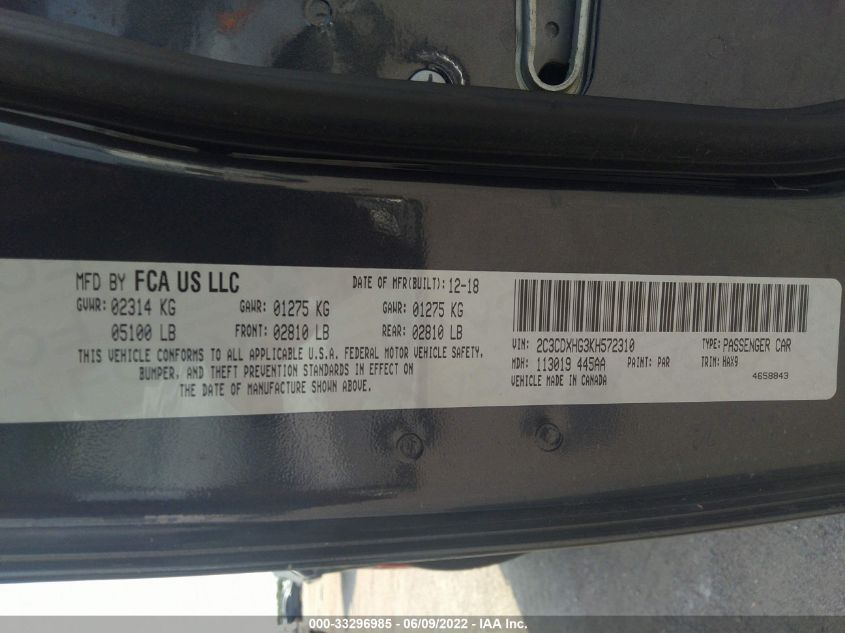 MFD BY FCA US LLC
DATE OF MFR(BUILT): 12-18
GVWR: 02314 KG GAWR: 01275 KG GAWR: 01275 KG
05100 LB FRONT: 02810 LB REAR: 02810 LB
THIS VEHICLE CONFORMS TO ALL APPLICABLE U.S.A. FEDERAL MOTOR VEHICLE SAFETY,
BUMPER, AND THEFT PREVENTION STANDARDS IN EFFECT ON
THE DATE OF MANUFACTURE SHOWN ABOVE.
VIN: 2C3CDXHG3KH572310 TYPE: PASSENGER CAR
MDH: 113019 445AA PAINT: PAR TRIM: HAX9
VEHICLE MADE IN CANADA
4658843
000-33296985 - 06/09/2022 - IAA Inc.